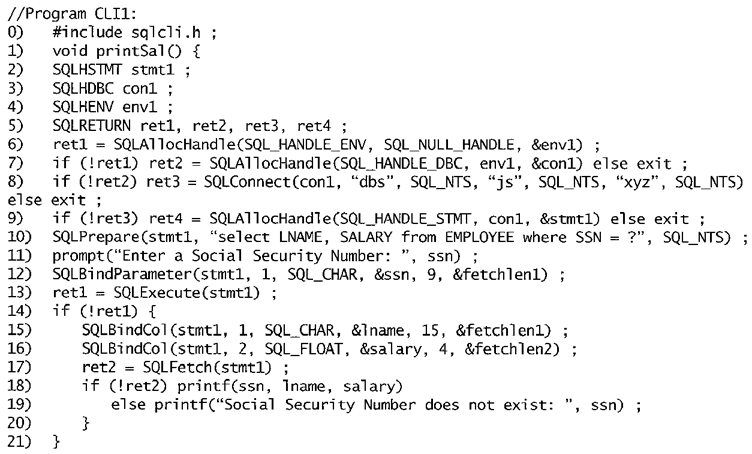 //Program CLI1:
0) #include sqlcli.h ;
1) void printSal() {
2) SQLHSTMT stmt1 ;
3) SQLHDBC con1 ;
4) SQLHENV env1 ;
5) SQLRETURN ret1, ret2, ret3, ret4 ;
6) ret1 = SQLAllocHandle(SQL_HANDLE_ENV, SQL_NULL_HANDLE, &env1) ;
7) if (!ret1) ret2 = SQLAllocHandle(SQL_HANDLE_DBC, env1, &con1) else exit ;
8) if (!ret2) ret3 = SQLConnect(con1, “dbs”, SQL_NTS, “js”, SQL_NTS, “xyz”, SQL_NTS)
else exit ;
9) if (!ret3) ret4 = SQLAllocHandle(SQL_HANDLE_STMT, con1, &stmt1) else exit ;
10) SQLPrepare(stmt1, “select LNAME, SALARY from EMPLOYEE where SSN = ?”, SQL_NTS) ;
11) prompt(“Enter a Social Security Number: ”, ssn) ;
12) SQLBindParameter(stmt1, 1, SQL_CHAR, &ssn, 9, &fetchlen1) ;
13) ret1 = SQLExecute(stmt1) ;
14) if (!ret1) {
15) SQLBindCol(stmt1, 1, SQL_CHAR, &lname, 15, &fetchlen1) ;
16) SQLBindCol(stmt1, 2, SQL_FLOAT, &salary, 4, &fetchlen2) ;
17) ret2 = SQLFetch(stmt1) ;
18) if (!ret2) printf(ssn, lname, salary)
19) else printf(“Social Security Number does not exist: ”, ssn) ;
20) }
21) }